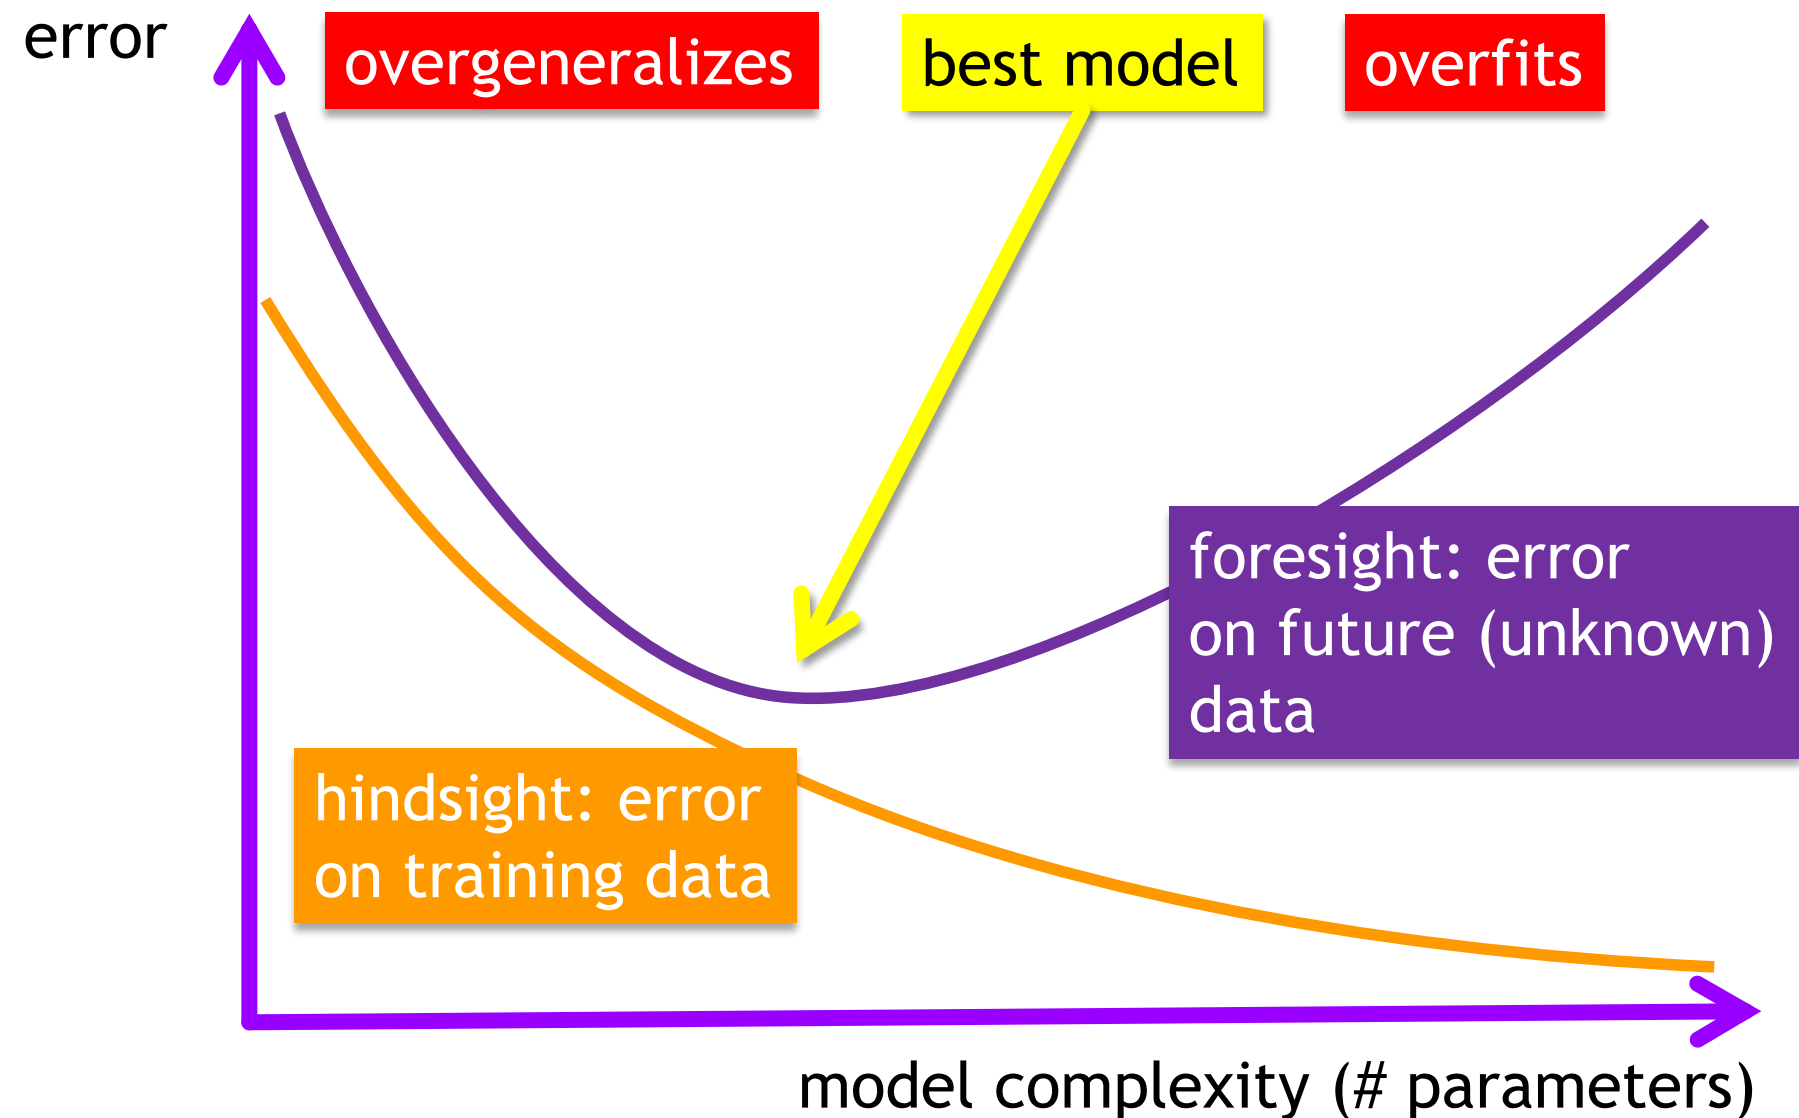 error
overgeneralizes
best model
overfits
foresight: error
on future (unknown)
data
hindsight: error
on training data
model complexity (# parameters)